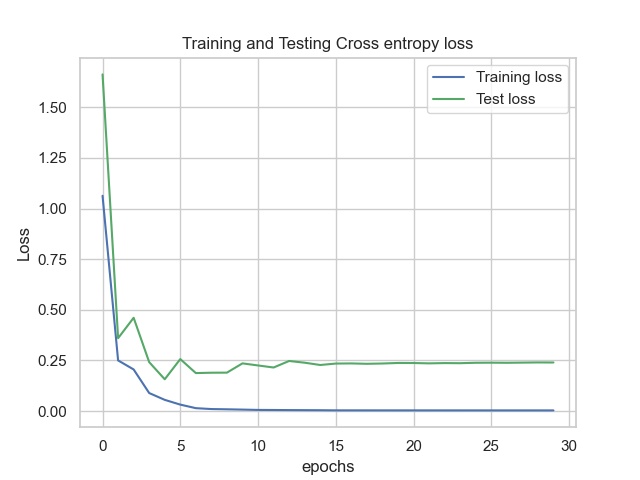 Training and Testing Cross entropy loss
Training loss
Test loss
1.50
1.25
1.00
0.75
0.50
0.25
0.00
Loss
0 5 10 15 20 25 30
epochs